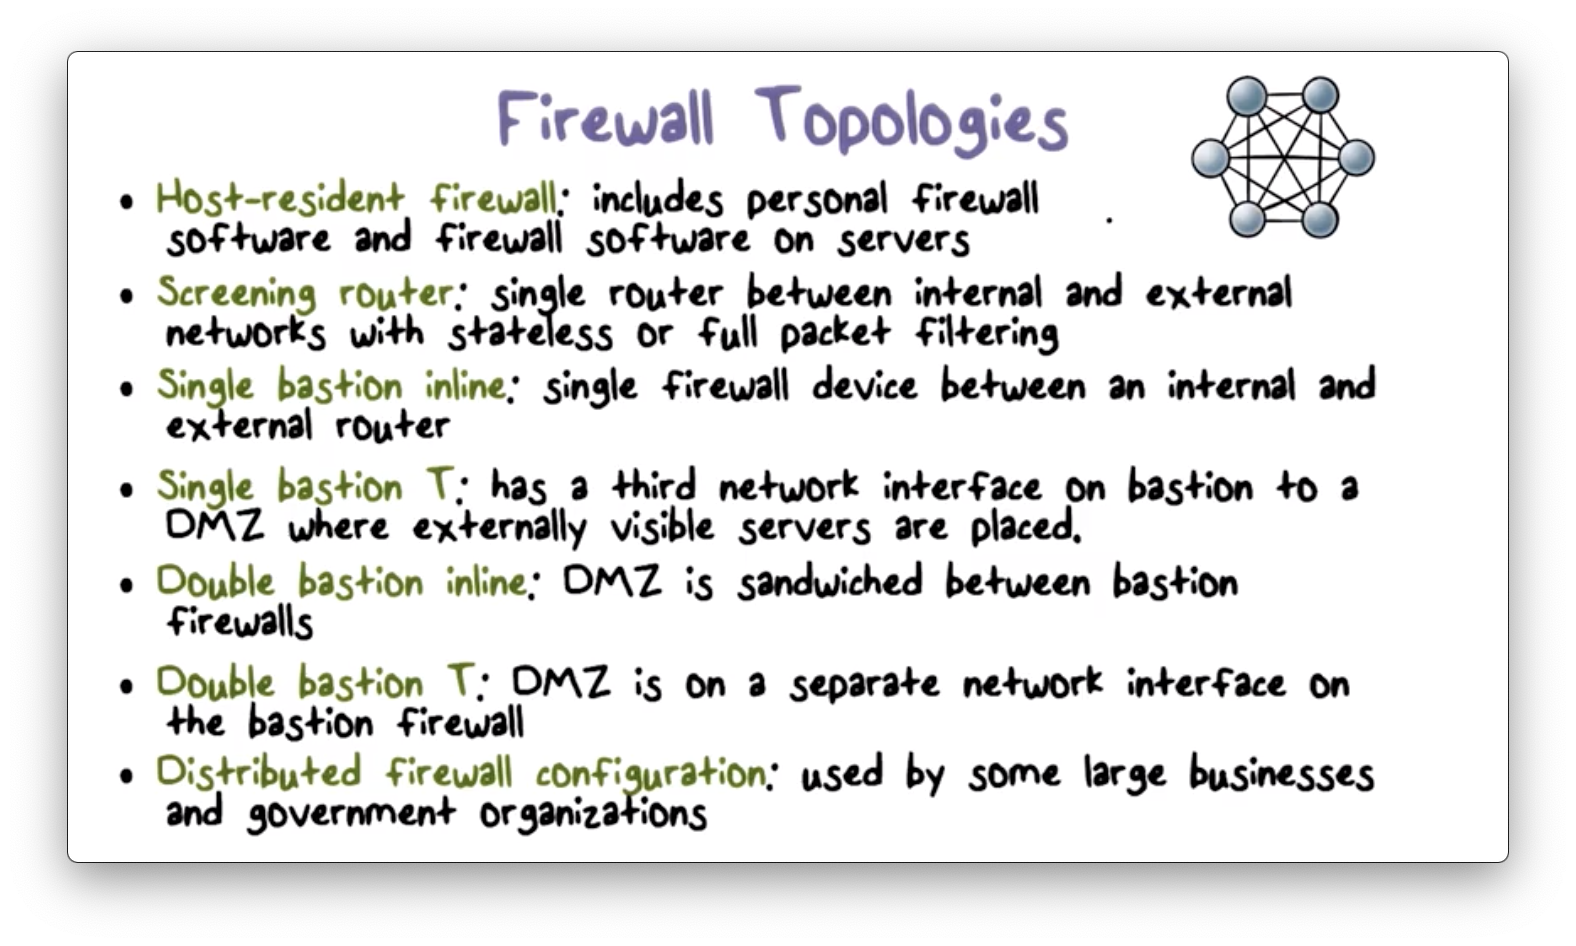 Firewall Topologies
• Host-resident firewall: includes personal firewall
software and firewall software on servers
• Screening router: single router between internal and external
networks with stateless or full packet filtering
• Single bastion inline: single firewall device between an internal and
external router
• Single bastion T: has a third network interface on bastion to a
DMZ where externally visible servers are placed.
• Double bastion inline: DMZ is sandwiched between bastion
firewalls
• Double bastion T: DMZ is on a separate network interface on
the bastion firewall
• Distributed firewall configuration: used by some large businesses
and government organizations